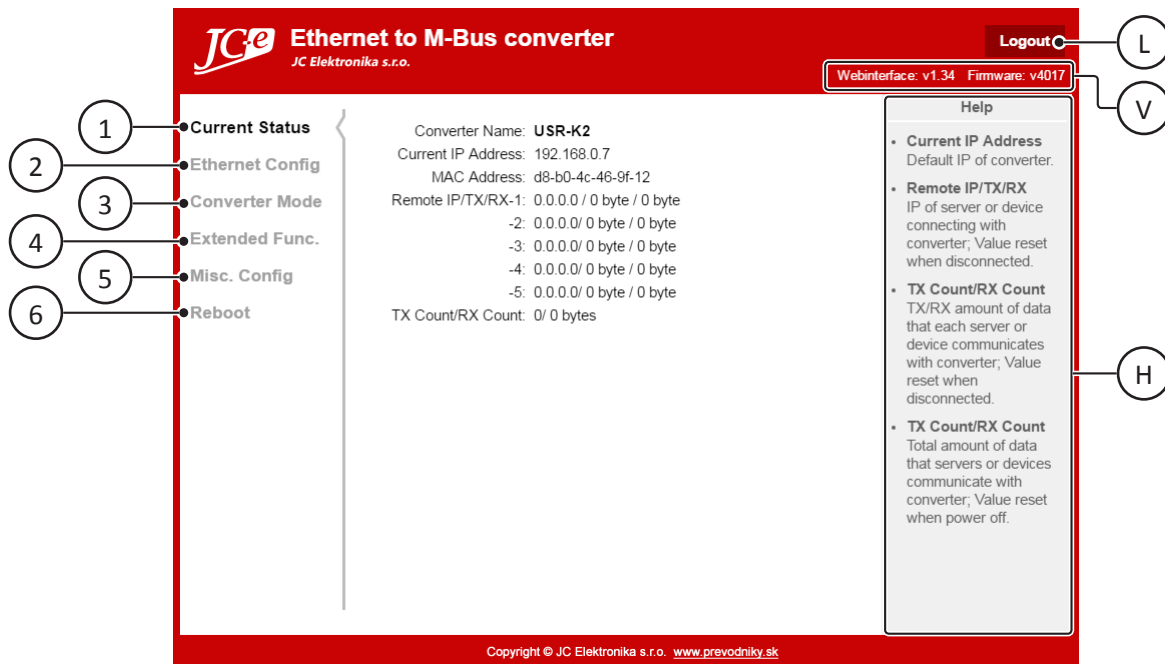 JC-e
Ethernet to M-Bus converter
JC Elektronika s.r.o.
Logout
L
Webinterface: v1.34 Firmware: v4017
V
1
Current Status
2
Ethernet Config
3
Converter Mode
4
Extended Func.
5
Misc. Config
6
Reboot
Converter Name: USR-K2
Current IP Address: 192.168.0.7
MAC Address: d8-b0-4c-46-9f-12
Remote IP/TX/RX-1: 0.0.0.0 / 0 byte / 0 byte
-2: 0.0.0.0/ 0 byte / 0 byte
-3: 0.0.0.0/ 0 byte / 0 byte
-4: 0.0.0.0/ 0 byte / 0 byte
-5: 0.0.0.0/ 0 byte / 0 byte
TX Count/RX Count: 0/ 0 bytes
Help
• Current IP Address
Default IP of converter.
• Remote IP/TX/RX
IP of server or device
connecting with
converter; Value reset
when disconnected.
• TX Count/RX Count
TX/RX amount of data
that each server or
device communicates
with converter; Value
reset when
disconnected.
• TX Count/RX Count
Total amount of data
that servers or devices
communicate with
converter; Value reset
when power off.
H
Copyright © JC Elektronika s.r.o. www.prevodniky.sk